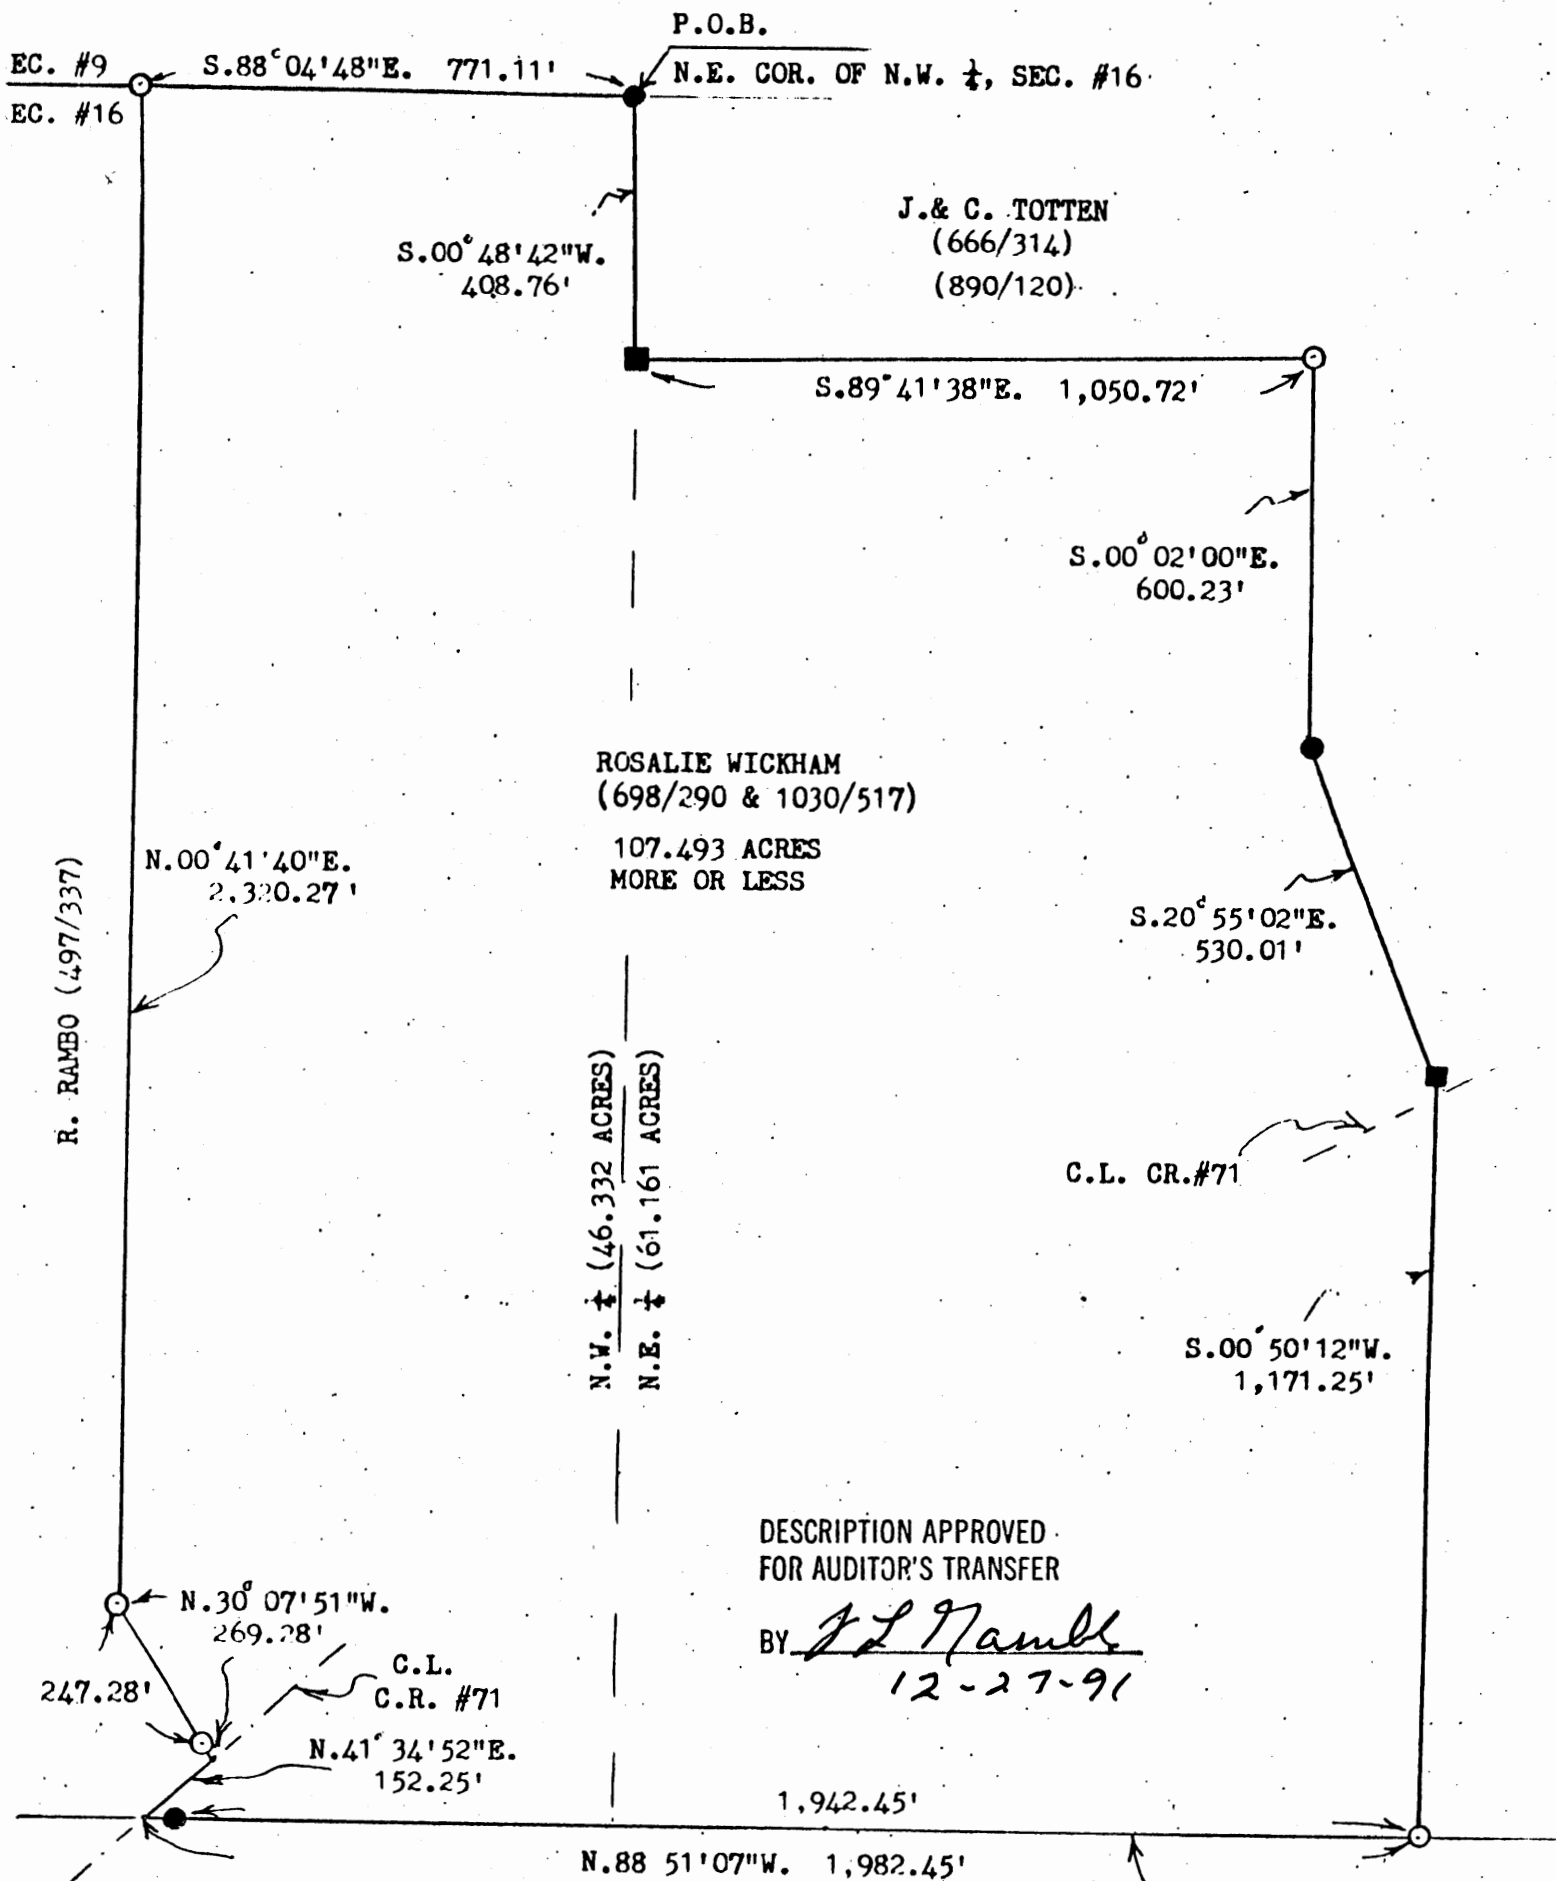 P.O.B.
EC. #9
S.88°04'48"E. 771.11'
N.E. COR. OF N.W. ¼, SEC. #16
EC. #16
J.& C. TOTTEN
(666/314)
(890/120)
S.00°48'42"W.
408.76'
S.89°41'38"E. 1,050.72'
S.00°02'00"E.
600.23'
ROSALIE WICKHAM
(698/290 & 1030/517)
107.493 ACRES
MORE OR LESS
N.00°41'40"E.
2,320.27'
R. RAMBO (497/337)
S.20°55'02"E.
530.01'
N.W. ¼ (46.332 ACRES)
N.E. ¼ (61.161 ACRES)
C.L. CR.#71
S.00°50'12"W.
1,171.25'
DESCRIPTION APPROVED
FOR AUDITOR'S TRANSFER
BY
12-27-91
N.30°07'51"W.
269.28'
247.28'
C.L.
C.R. #71
N.41°34'52"E.
152.25'
1,942.45'
N.88 51'07"W. 1,982.45'